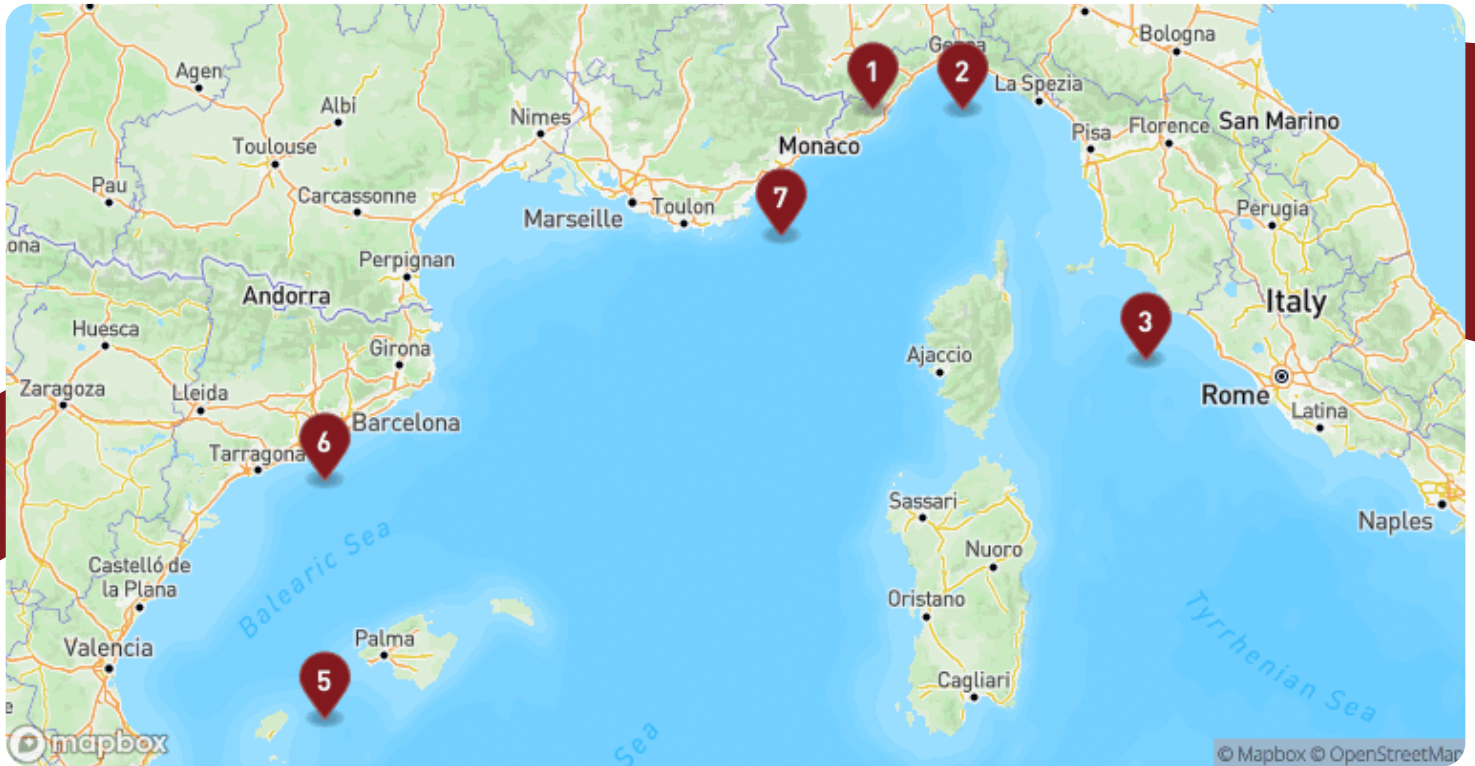 Bologna
Genoa
1
2
Agen
La Spezia
Albi
Nimes
San Marino
Pisa
Florence
Toulouse
Monaco
Pau
Carcassonne
7
Marseille
Toulon
Perugia
ona
Perpignan
Andorra
Italy
Huesca
3
Girona
Ajaccio
Zaragoza
Lleida
Rome
Latina
Barcelona
6
Tarragona
Sassari
Naples
Balearic Sea
Nuoro
Castelló de
la Plana
Oristano
Tyrrhenian Sea
Palma
Valencia
5
Cagliari
e
Sea
mapbox
© Mapbox © OpenStreetMap